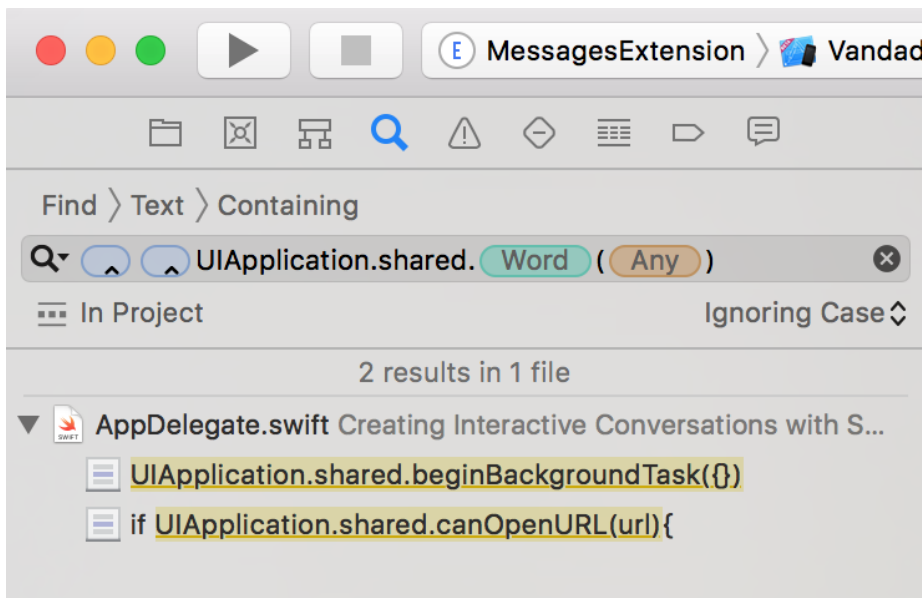 E MessagesExtension 〉 Vandad
Find 〉 Text 〉 Containing
UIApplication.shared. Word ( Any )
In Project Ignoring Case
2 results in 1 file
SWIFT AppDelegate.swift Creating Interactive Conversations with S...
UIApplication.shared.beginBackgroundTask({})
if UIApplication.shared.canOpenURL(url){